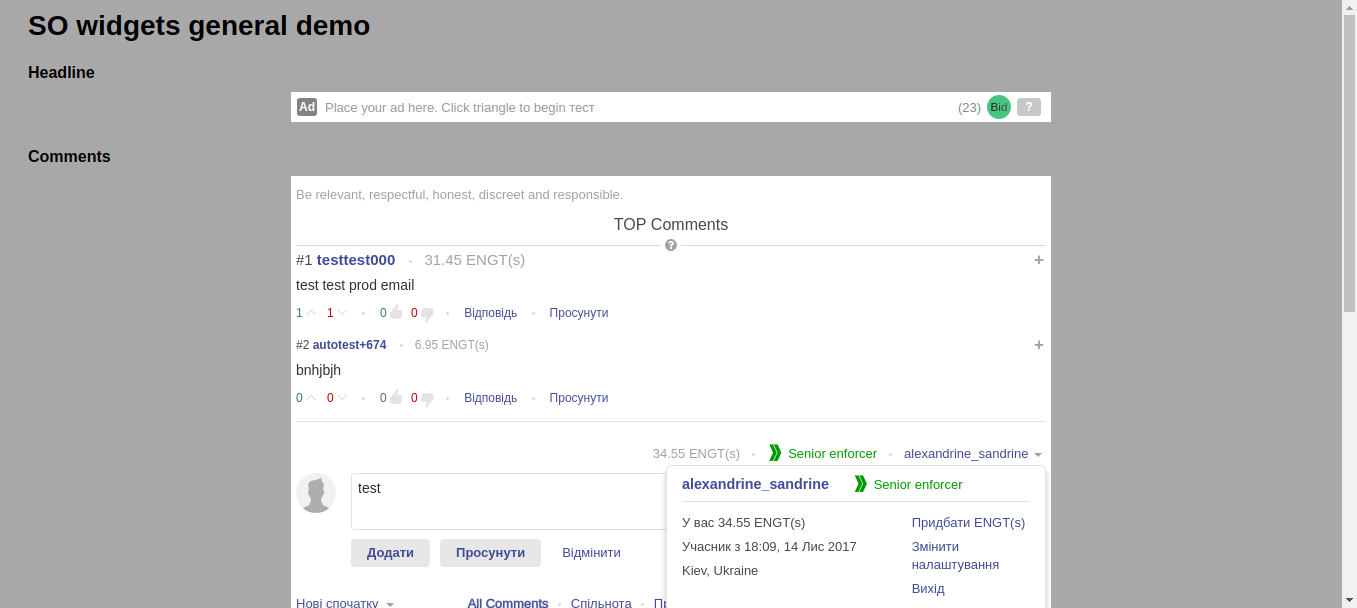 SO widgets general demo
Headline
Ad Place your ad here. Click triangle to begin тест (23) Bid ?
Comments
Be relevant, respectful, honest, discreet and responsible.
TOP Comments
?
#1 testtest000 31.45 ENGT(s) +
test test prod email
1 1 0 0 Відповідь Просунути
#2 autotest+674 6.95 ENGT(s) +
bnhjbjh
0 0 0 0 Відповідь Просунути
34.55 ENGT(s) Senior enforcer alexandrine_sandrine
test
Додати Просунути Відмінити
alexandrine_sandrine Senior enforcer
У вас 34.55 ENGT(s)
Учасник з 18:09, 14 Лис 2017
Kiev, Ukraine
Придбати ENGT(s)
Змінити
налаштування
Вихід
Нові спочатку All Comments Спільнота